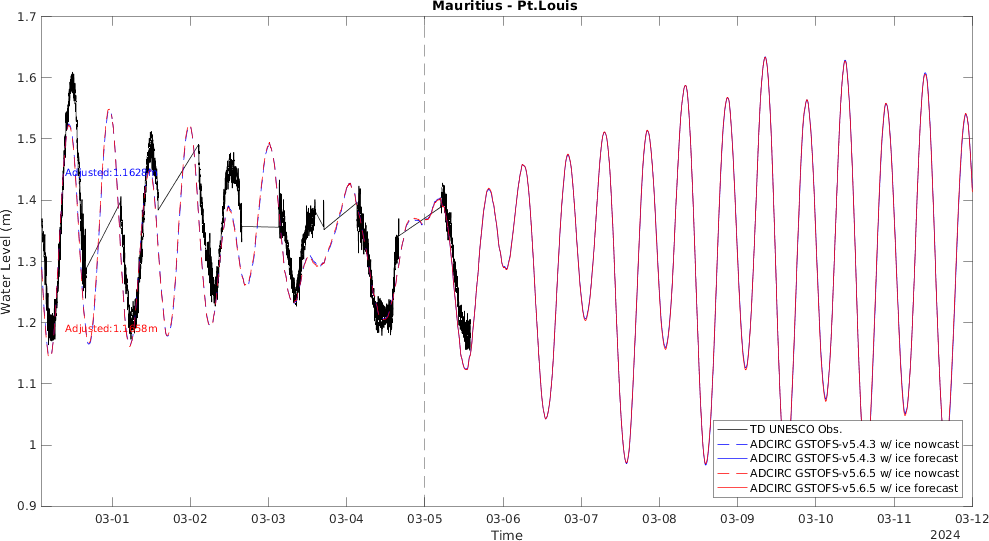 Mauritius - Pt.Louis
1.7
1.6
1.5
1.4
1.3
1.2
1.1
1
0.9
Water Level (m)
Adjusted:1.1628m
TD UNESCO Obs.
ADCIRC GSTOFS-v5.4.3 w/ ice nowcast
ADCIRC GSTOFS-v5.4.3 w/ ice forecast
ADCIRC GSTOFS-v5.6.5 w/ ice nowcast
ADCIRC GSTOFS-v5.6.5 w/ ice forecast
03-01
03-02
03-03
03-04
03-05
03-06
03-07
03-08
03-09
03-10
03-11
03-12
Time
2024